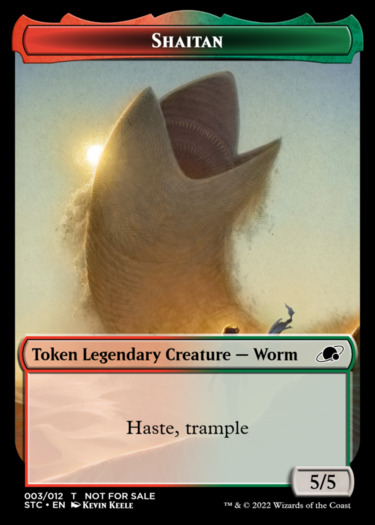 SHAITAN
Token Legendary Creature — Worm
Haste, trample
5/5
003/012 T NOT FOR SALE
STC • EN KEVIN KEELE
™ & © 2022 Wizards of the Coast